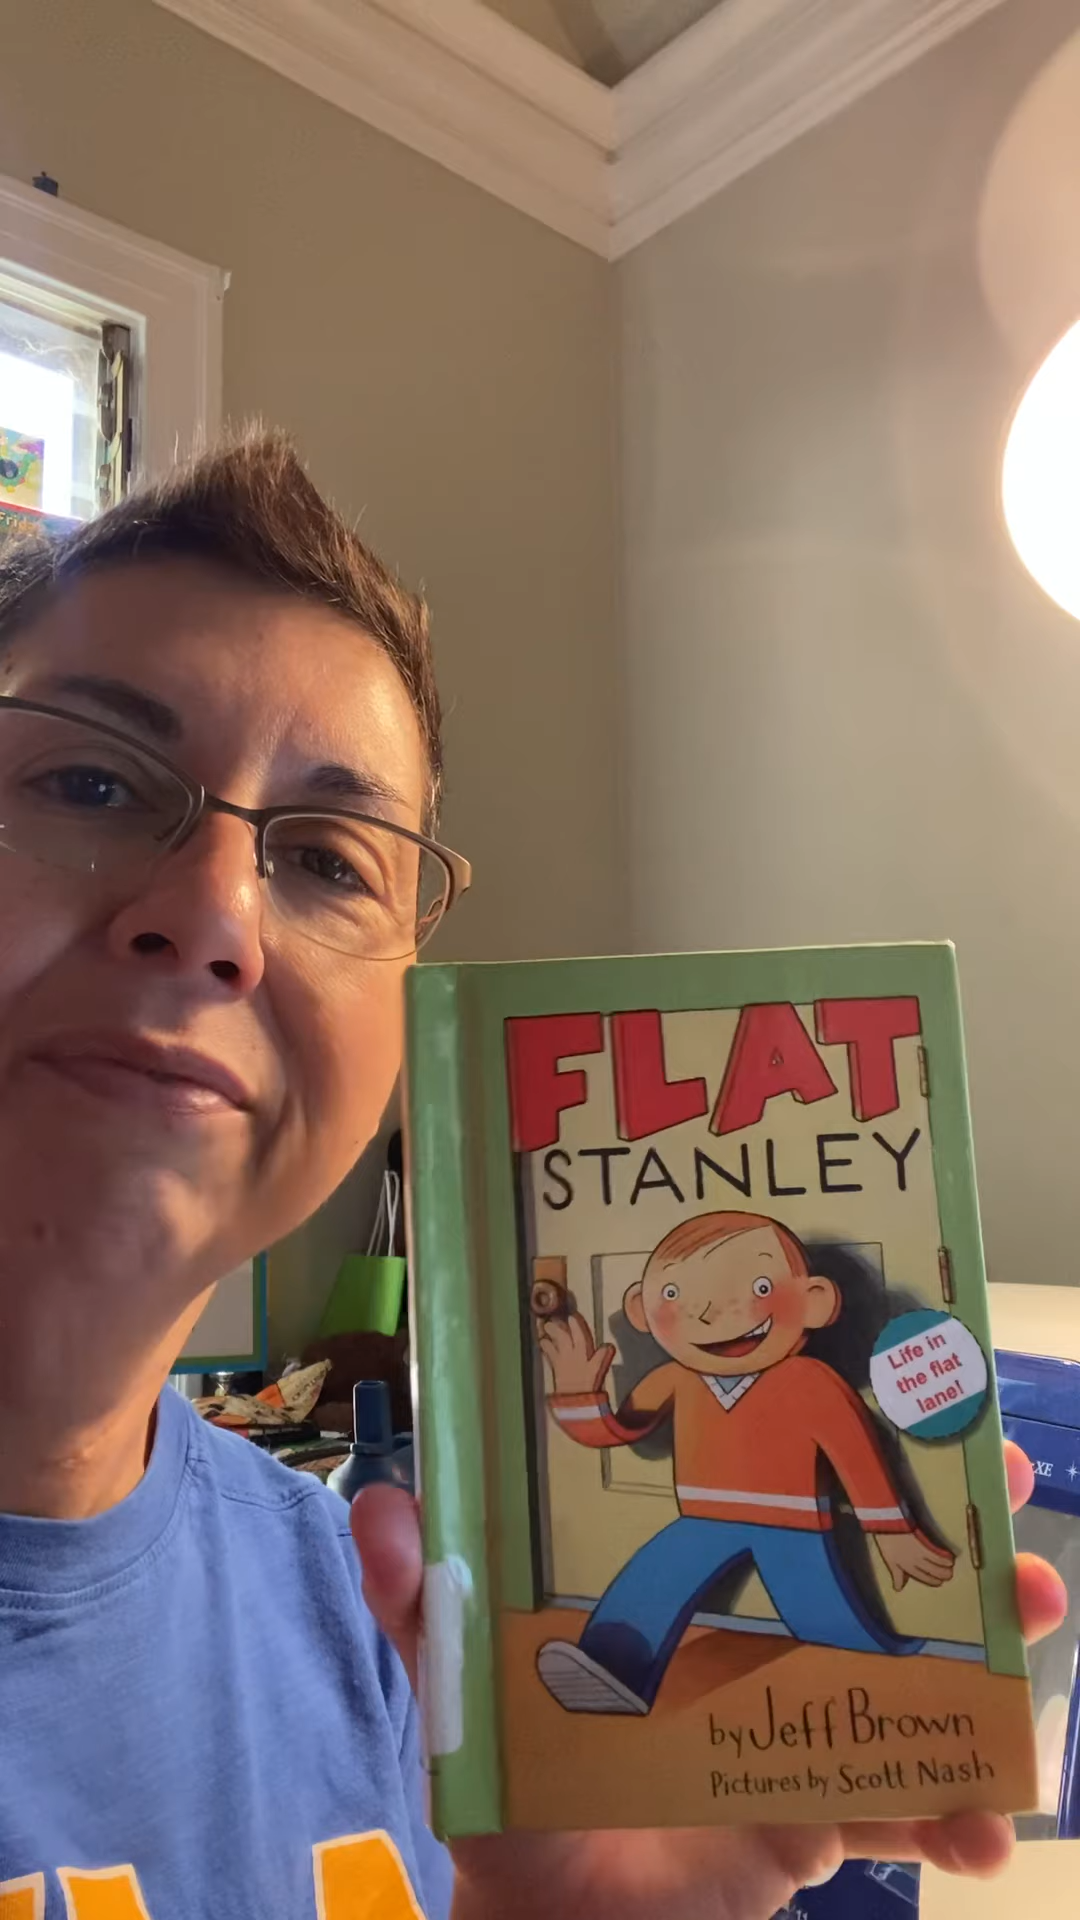 FLAT
STANLEY
Life in
the flat
lane!
by Jeff Brown
Pictures by Scott Nash